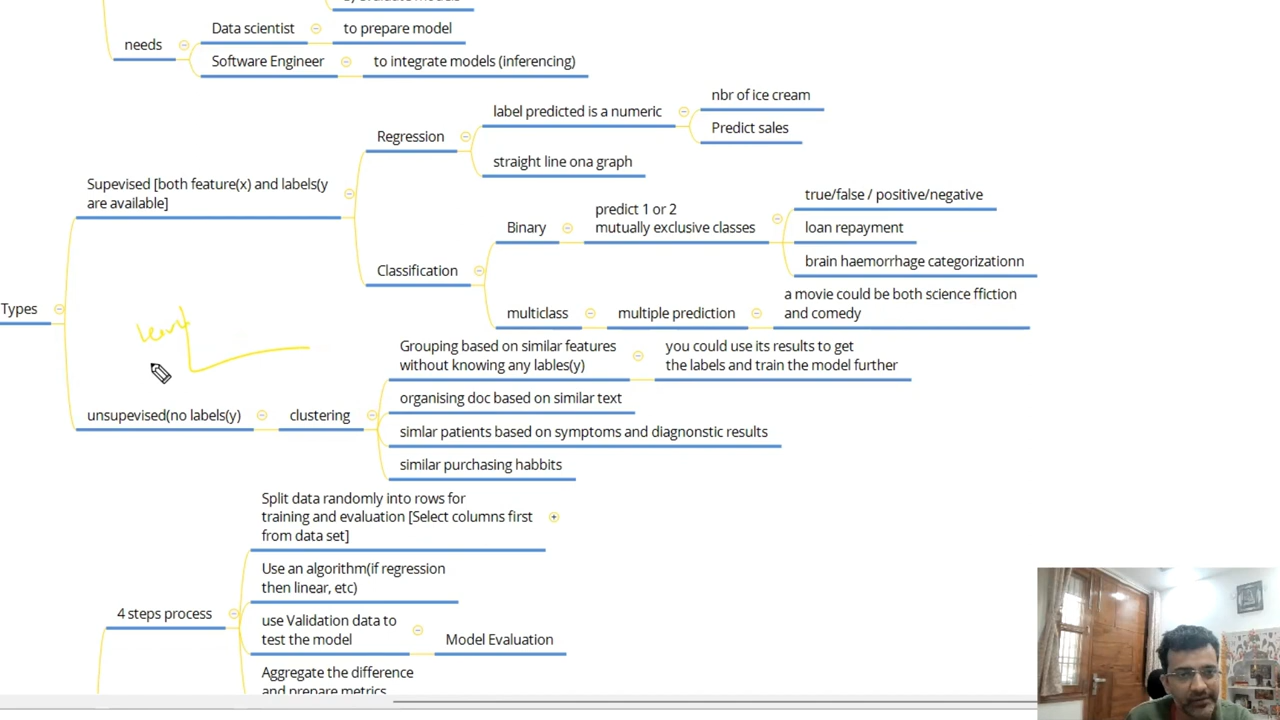 needs
Data scientist
to prepare model
Software Engineer
to integrate models (inferencing)
Types
Supevised [both feature(x) and labels(y
are available]
Regression
label predicted is a numeric
nbr of ice cream
Predict sales
straight line ona graph
Classification
Binary
predict 1 or 2
mutually exclusive classes
true/false / positive/negative
loan repayment
brain haemorrhage categorizationn
multiclass
multiple prediction
a movie could be both science ffiction
and comedy
unsupevised(no labels(y)
clustering
Grouping based on similar features
without knowing any lables(y)
you could use its results to get
the labels and train the model further
organising doc based on similar text
simlar patients based on symptoms and diagnonstic results
similar purchasing habbits
4 steps process
Split data randomly into rows for
training and evaluation [Select columns first
from data set]
Use an algorithm(if regression
then linear, etc)
use Validation data to
test the model
Model Evaluation
Aggregate the difference
and prepare metrics